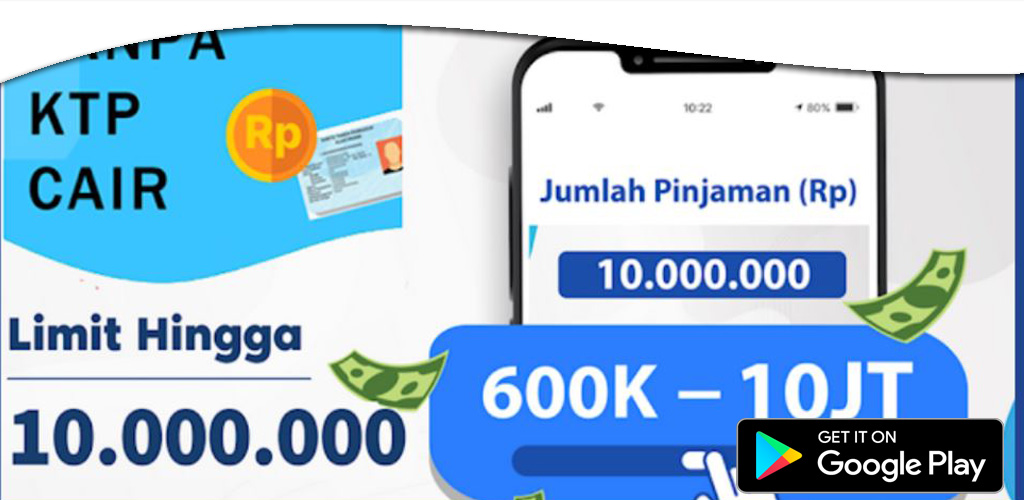 KTP
CAIR
Rp
Limit Hingga
10.000.000
10:22
80%
Jumlah Pinjaman (Rp)
10.000.000
600K – 10JT
GET IT ON
Google Play